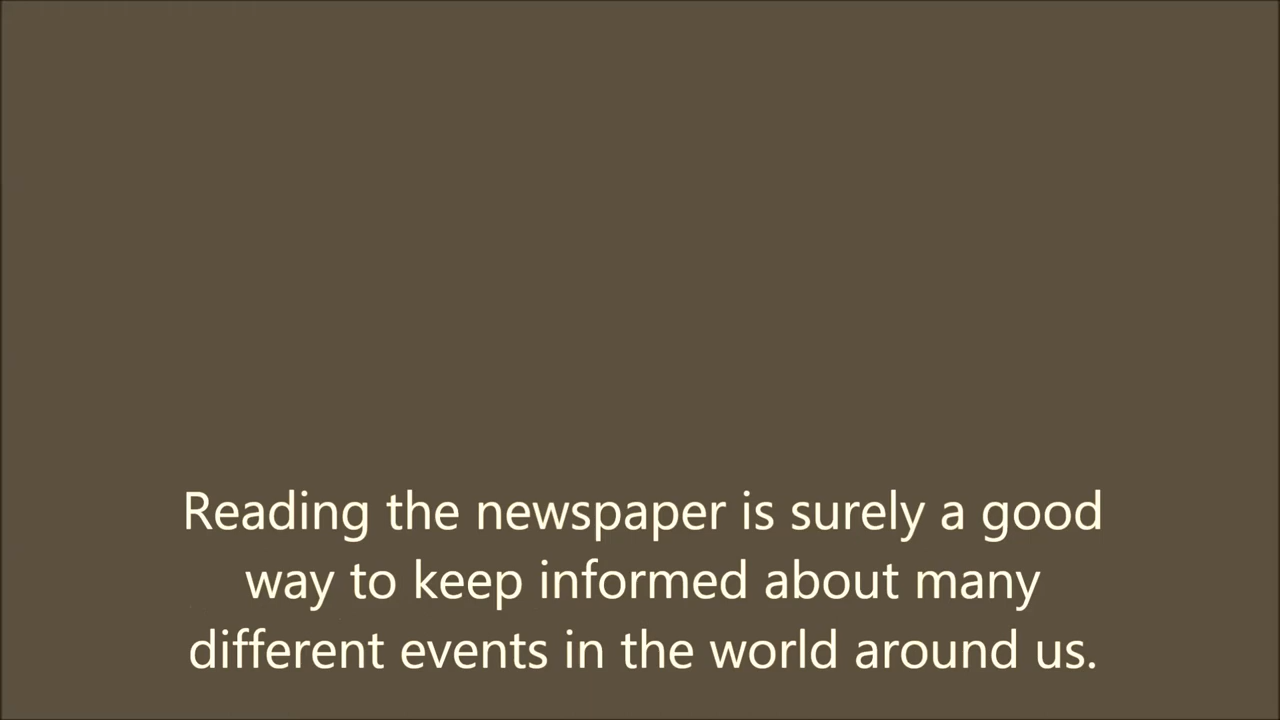 Reading the newspaper is surely a good
way to keep informed about many
different events in the world around us.